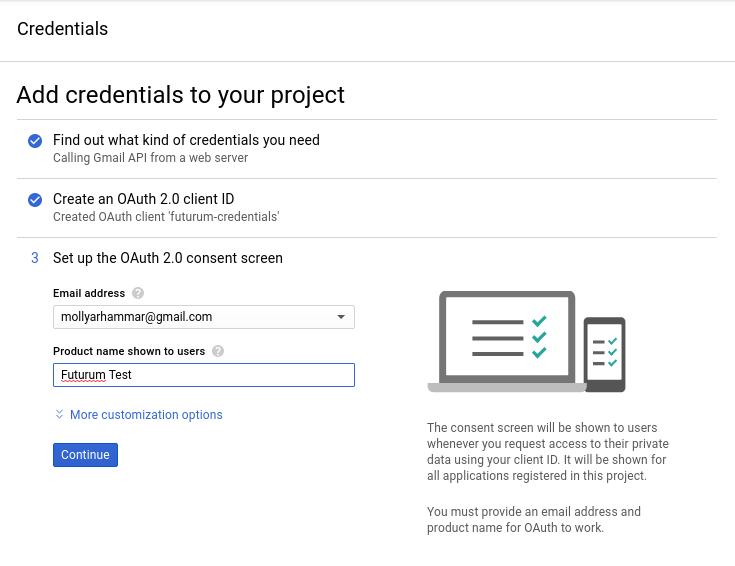 Credentials
Add credentials to your project
Find out what kind of credentials you need
Calling Gmail API from a web server
Create an OAuth 2.0 client ID
Created OAuth client 'futurum-credentials'
3 Set up the OAuth 2.0 consent screen
Email address ?
mollyarhammar@gmail.com
Product name shown to users ?
Futurum Test
More customization options
Continue
The consent screen will be shown to users
whenever you request access to their private
data using your client ID. It will be shown for
all applications registered in this project.
You must provide an email address and
product name for OAuth to work.